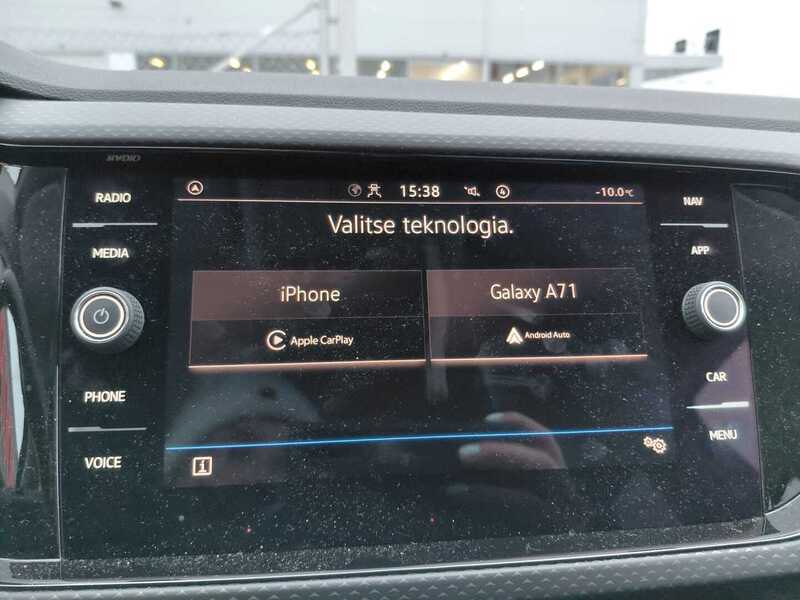 RADIO
MEDIA
PHONE
VOICE
15:38
4
-10.0°C
Valitse teknologia.
iPhone
Apple CarPlay
Galaxy A71
Android Auto
i
NAV
APP
CAR
MENU